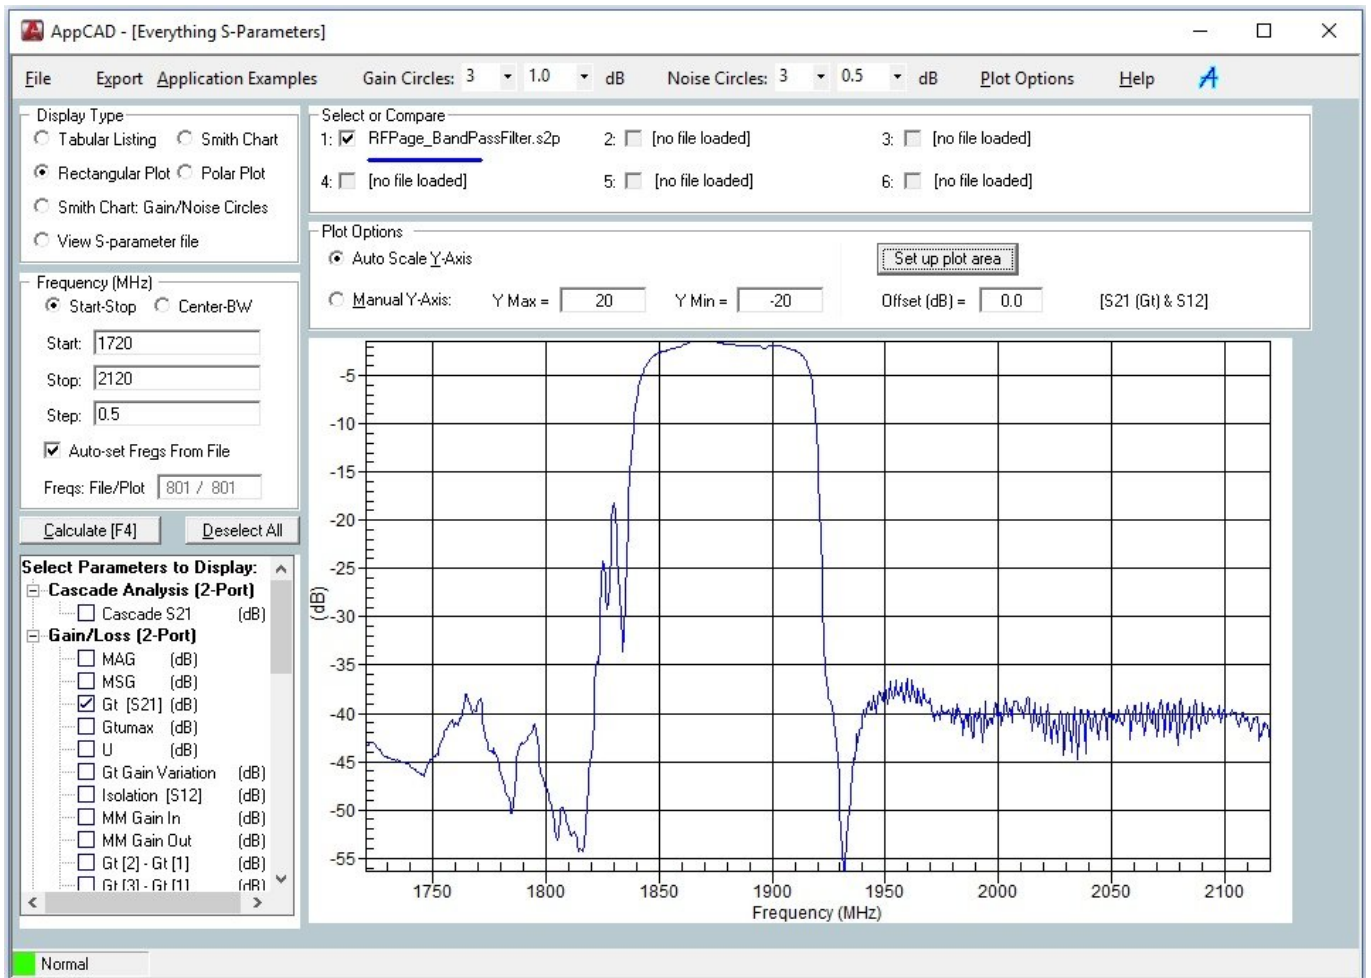 AppCAD - [Everything S-Parameters]
File Export Application Examples Gain Circles: 3 1.0 dB Noise Circles: 3 0.5 dB Plot Options Help A
Display Type
Tabular Listing Smith Chart
Rectangular Plot Polar Plot
Smith Chart: Gain/Noise Circles
View S-parameter file
Select or Compare
1: RFPage_BandPassFilter.s2p 2: [no file loaded] 3: [no file loaded]
4: [no file loaded] 5: [no file loaded] 6: [no file loaded]
Plot Options
Auto Scale Y-Axis Set up plot area
Manual Y-Axis: Y Max = 20 Y Min = -20 Offset (dB) = 0.0 [S21 (Gt) & S12]
Frequency (MHz)
Start-Stop Center-BW
Start: 1720
Stop: 2120
Step: 0.5
Auto-set Freqs From File
Freqs: File/Plot 801 / 801
Calculate [F4] Deselect All
Select Parameters to Display:
Cascade Analysis (2-Port)
Cascade S21 (dB)
Gain/Loss (2-Port)
MAG (dB)
MSG (dB)
Gt [S21] (dB)
Gtumax (dB)
U (dB)
Gt Gain Variation (dB)
Isolation [S12] (dB)
MM Gain In (dB)
MM Gain Out (dB)
Gt [2] - Gt [1] (dB)
Gt [3] - Gt [1] (dB)
-5
-10
-15
-20
-25
-30
-35
-40
-45
-50
-55
(dB)
1750 1800 1850 1900 1950 2000 2050 2100
Frequency (MHz)
Normal